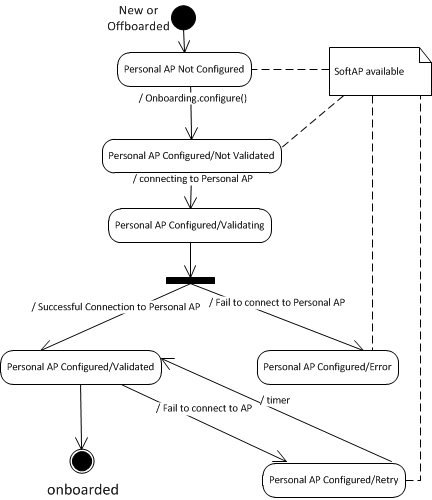 New or
Offboarded
Personal AP Not Configured
SoftAP available
/ Onboarding.configure()
Personal AP Configured/Not Validated
/ connecting to Personal AP
Personal AP Configured/Validating
/ Successful Connection to Personal AP
/ Fail to connect to Personal AP
Personal AP Configured/Validated
Personal AP Configured/Error
/ timer
/ Fail to connect to AP
Personal AP Configured/Retry
onboarded